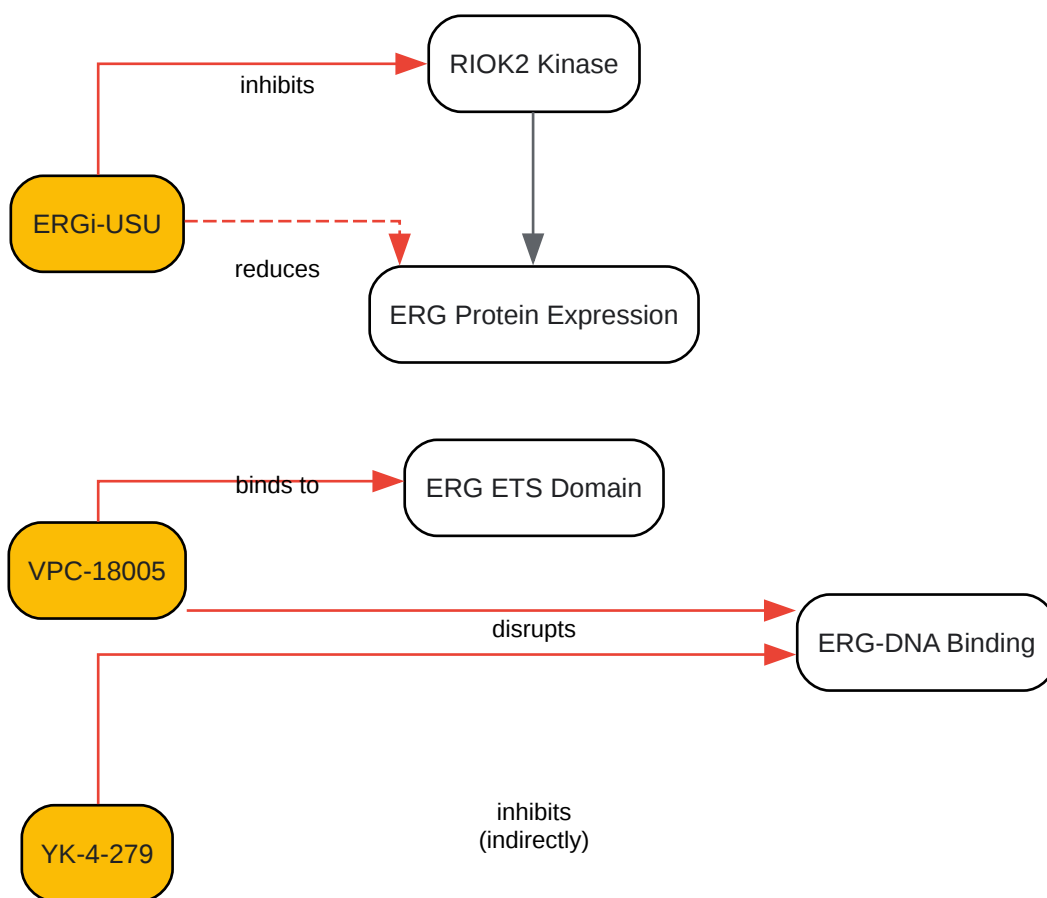 RIOK2 Kinase
inhibits
ERGi-USU
reduces
ERG Protein Expression
binds to
ERG ETS Domain
VPC-18005
disrupts
ERG-DNA Binding
inhibits
(indirectly)
YK-4-279